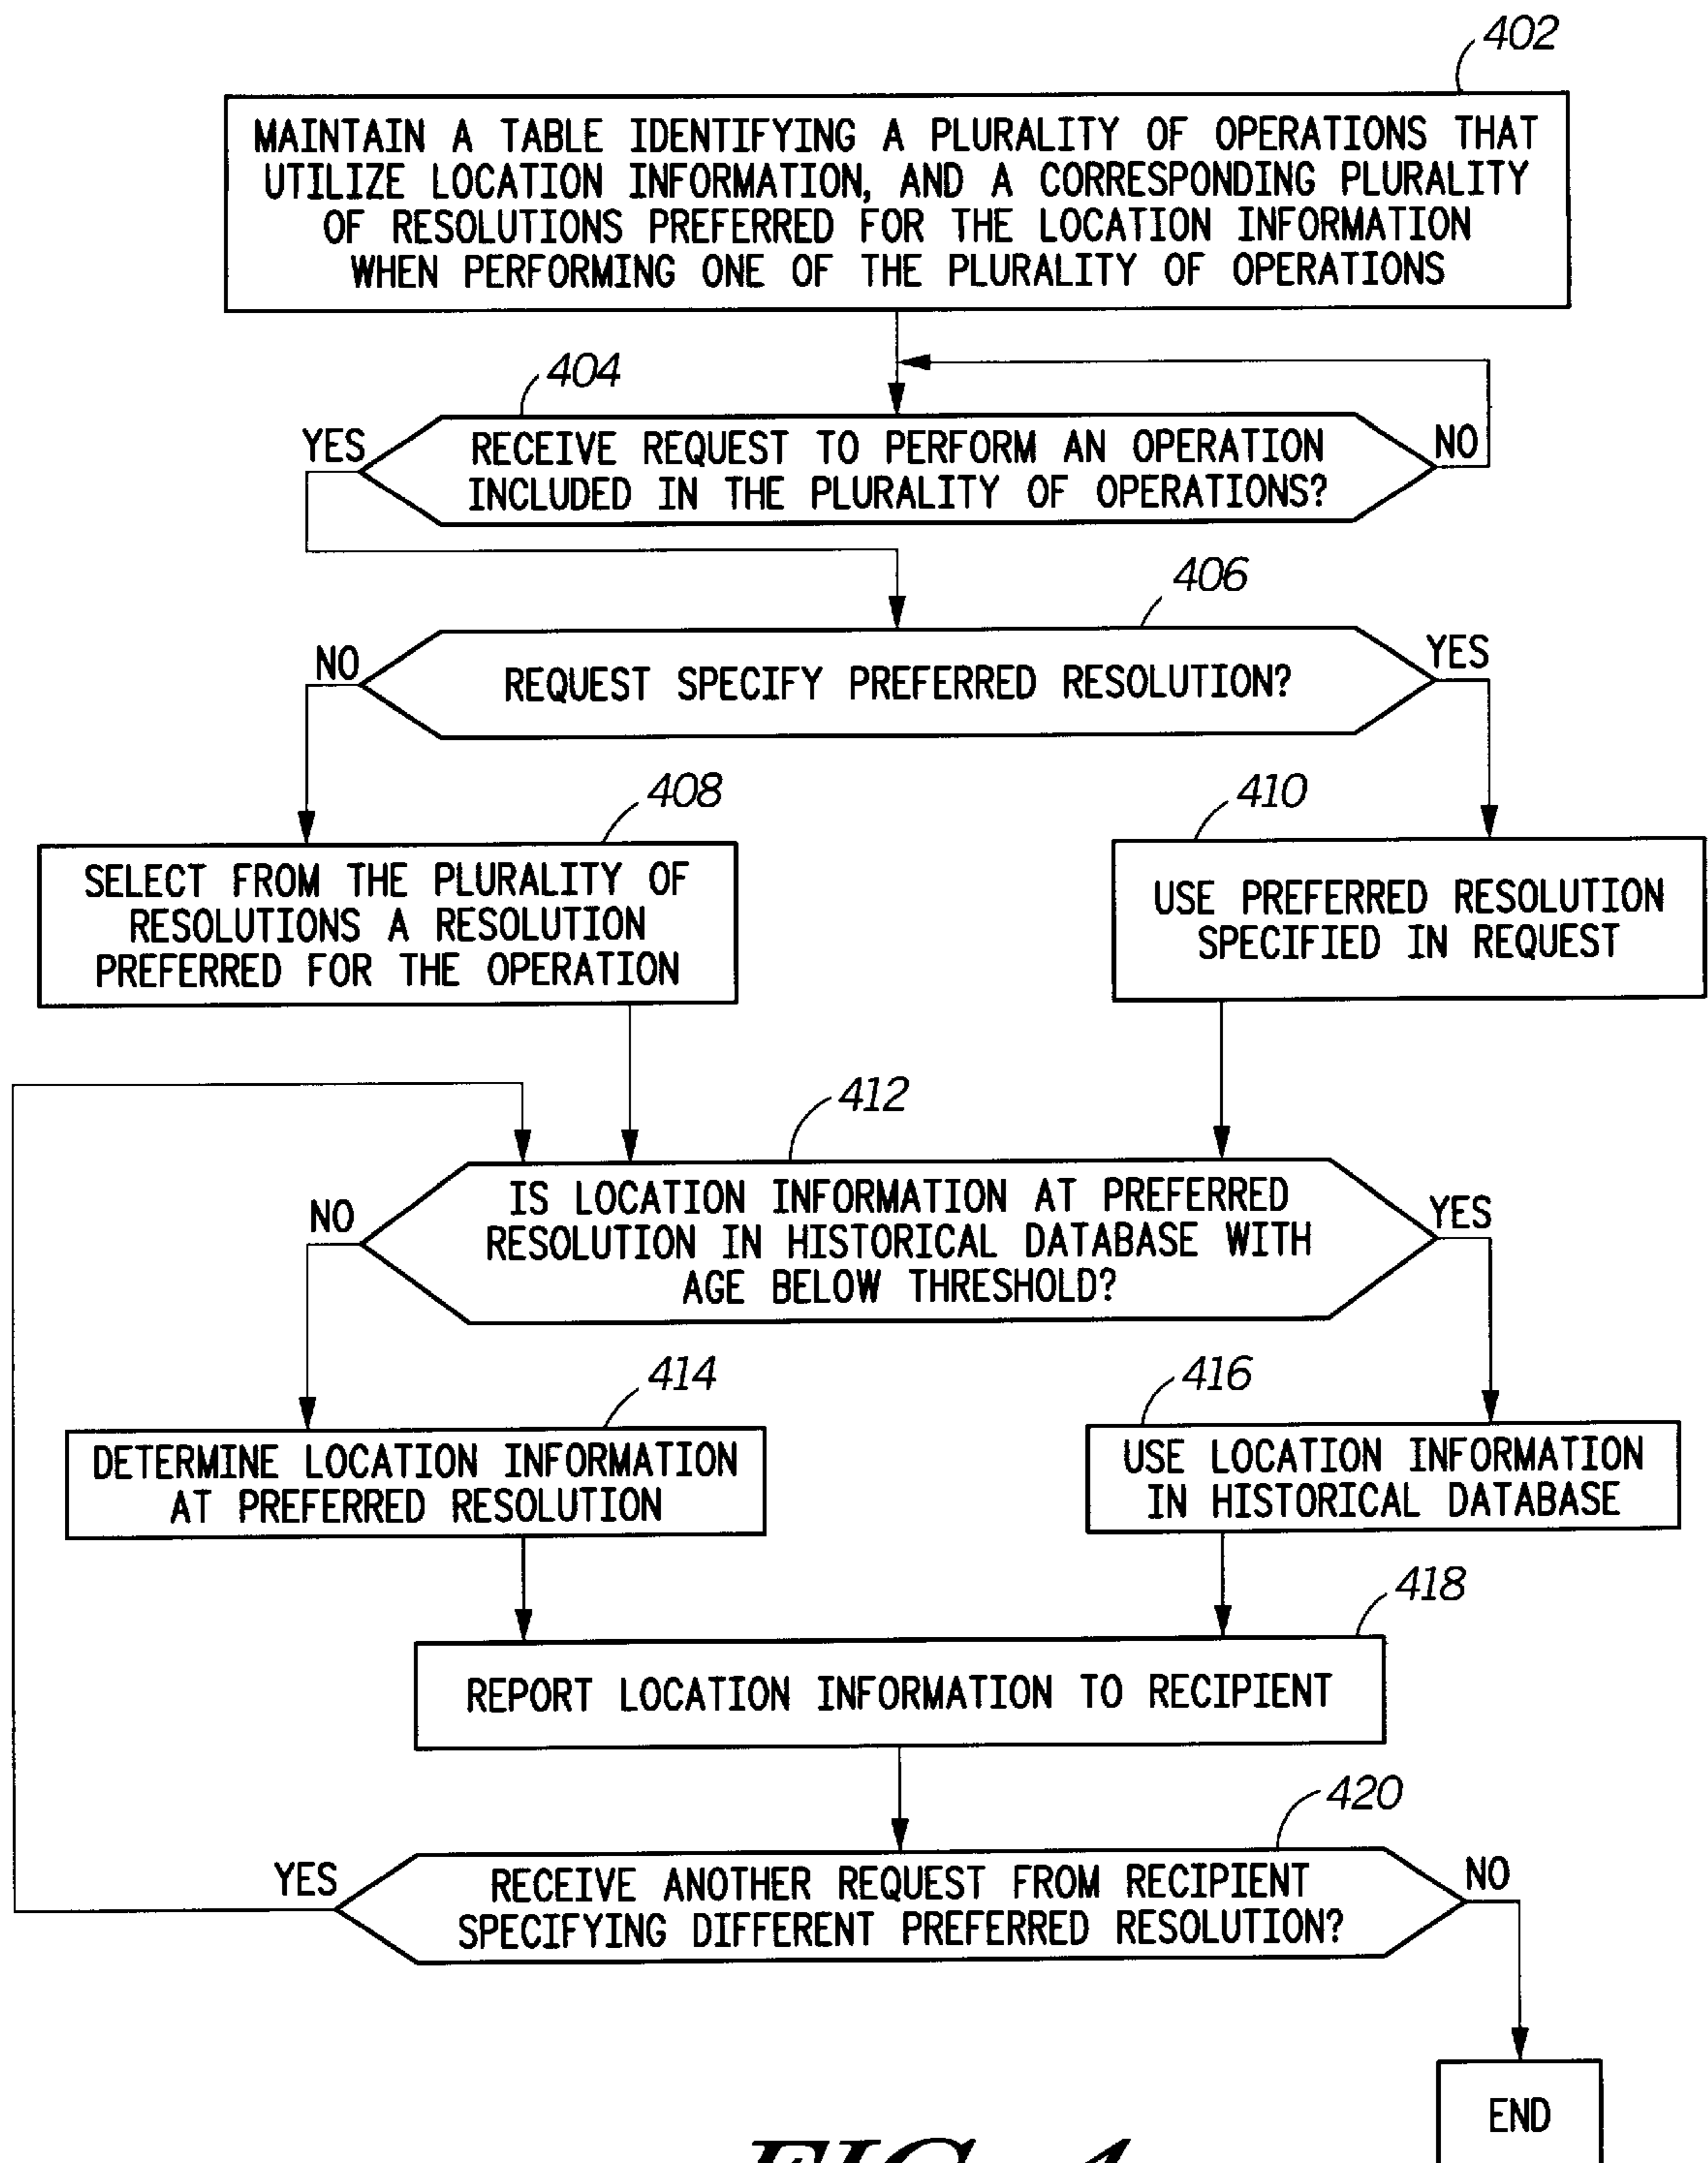 402
MAINTAIN A TABLE IDENTIFYING A PLURALITY OF OPERATIONS THAT
UTILIZE LOCATION INFORMATION, AND A CORRESPONDING PLURALITY
OF RESOLUTIONS PREFERRED FOR THE LOCATION INFORMATION
WHEN PERFORMING ONE OF THE PLURALITY OF OPERATIONS
404
YES
RECEIVE REQUEST TO PERFORM AN OPERATION
INCLUDED IN THE PLURALITY OF OPERATIONS?
NO
406
NO
REQUEST SPECIFY PREFERRED RESOLUTION?
YES
408
SELECT FROM THE PLURALITY OF
RESOLUTIONS A RESOLUTION
PREFERRED FOR THE OPERATION
410
USE PREFERRED RESOLUTION
SPECIFIED IN REQUEST
412
NO
IS LOCATION INFORMATION AT PREFERRED
RESOLUTION IN HISTORICAL DATABASE WITH
AGE BELOW THRESHOLD?
YES
414
DETERMINE LOCATION INFORMATION
AT PREFERRED RESOLUTION
416
USE LOCATION INFORMATION
IN HISTORICAL DATABASE
418
REPORT LOCATION INFORMATION TO RECIPIENT
420
YES
RECEIVE ANOTHER REQUEST FROM RECIPIENT
SPECIFYING DIFFERENT PREFERRED RESOLUTION?
NO
END